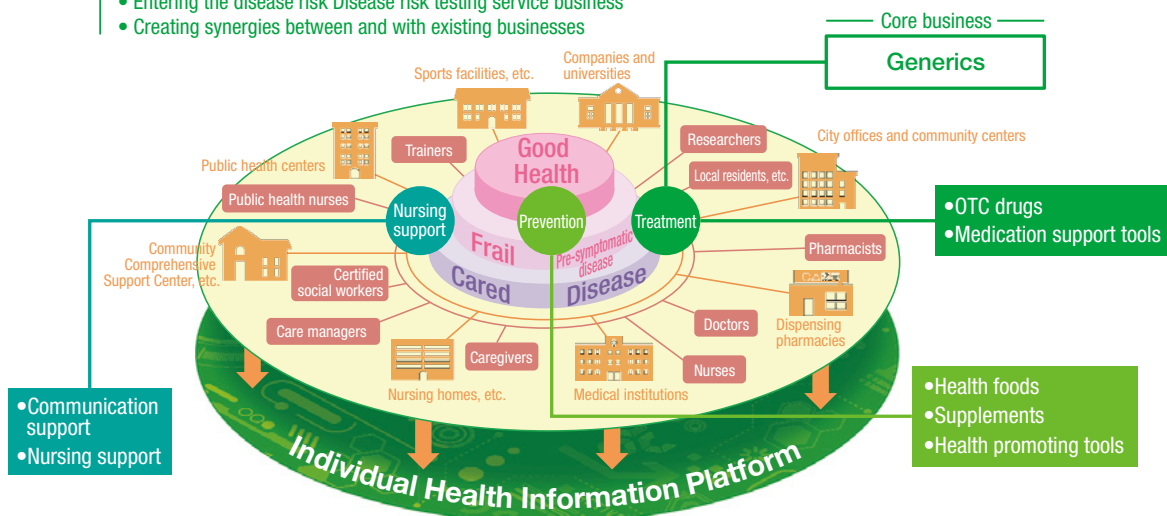 • Entering the disease risk Disease risk testing service business
• Creating synergies between and with existing businesses
Core business
Generics
Sports facilities, etc.
Companies and
universities
City offices and community centers
Public health centers
Trainers
Researchers
Local residents, etc.
Public health nurses
Good
Health
Nursing
support
Prevention
Treatment
•OTC drugs
•Medication support tools
Frail
Pre-symptomatic
disease
Cared
Disease
Community
Comprehensive
Support Center, etc.
Certified
social workers
Pharmacists
Care managers
Caregivers
Doctors
Nurses
Dispensing
pharmacies
Nursing homes, etc.
Medical institutions
•Communication
support
•Nursing support
•Health foods
•Supplements
•Health promoting tools
Individual Health Information Platform